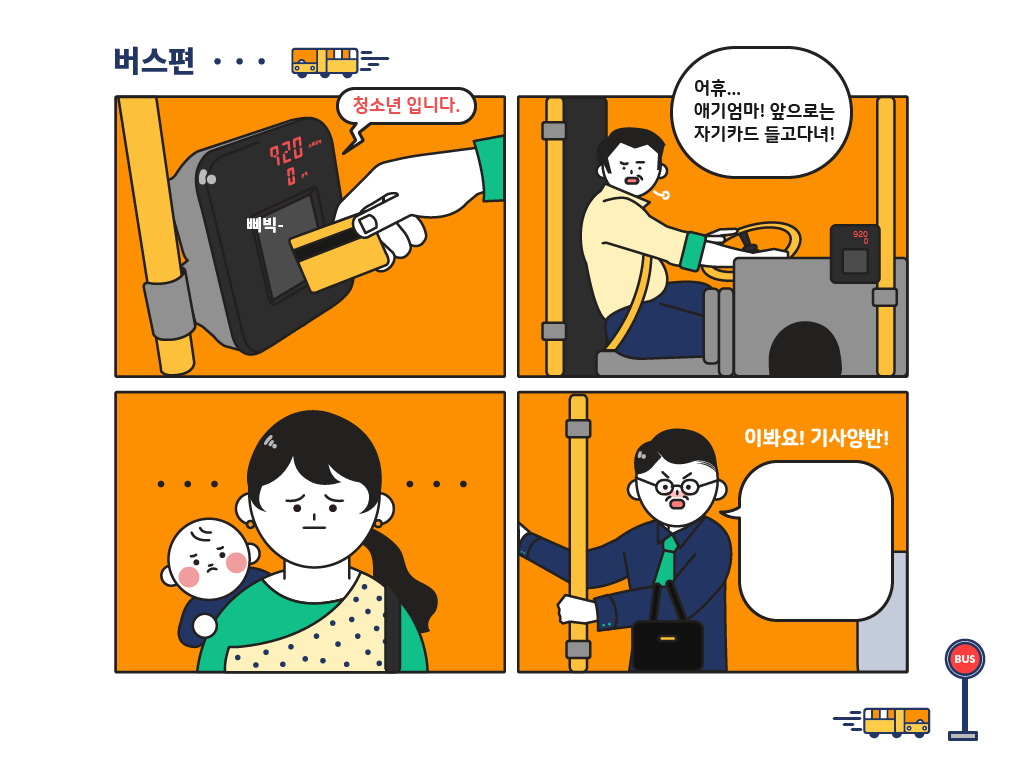 버스편 • • •
청소년 입니다.
920
0
삐빅-
어휴...
애기엄마! 앞으로는
자기카드 들고다녀!
920
0
이봐요! 기사양반!
BUS